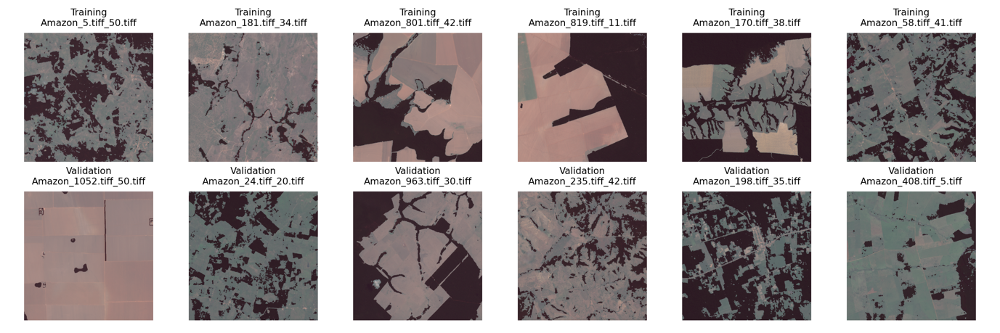 Training
Amazon_5.tiff_50.tiff
Training
Amazon_181.tiff_34.tiff
Training
Amazon_801.tiff_42.tiff
Training
Amazon_819.tiff_11.tiff
Training
Amazon_170.tiff_38.tiff
Training
Amazon_58.tiff_41.tiff
Validation
Amazon_1052.tiff_50.tiff
Validation
Amazon_24.tiff_20.tiff
Validation
Amazon_963.tiff_30.tiff
Validation
Amazon_235.tiff_42.tiff
Validation
Amazon_198.tiff_35.tiff
Validation
Amazon_408.tiff_5.tiff